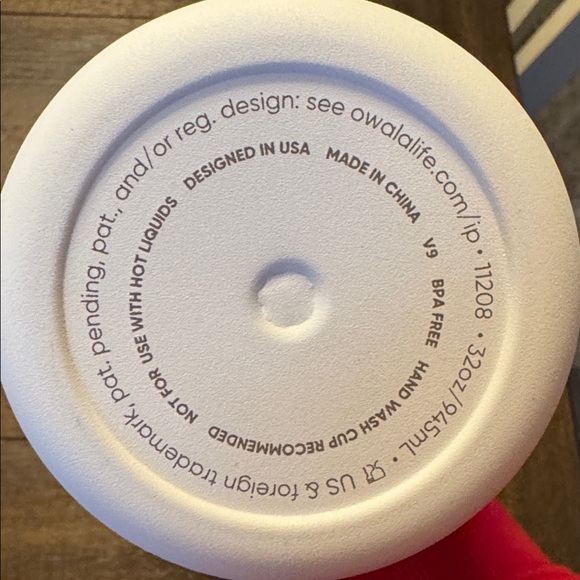 US & foreign trademark, pat. pending, pat., and/or reg. design: see owalalife.com/ip • 11208 • 32oz/945mL •
DESIGNED IN USA MADE IN CHINA V9 BPA FREE HAND WASH CUP RECOMMENDED NOT FOR USE WITH HOT LIQUIDS